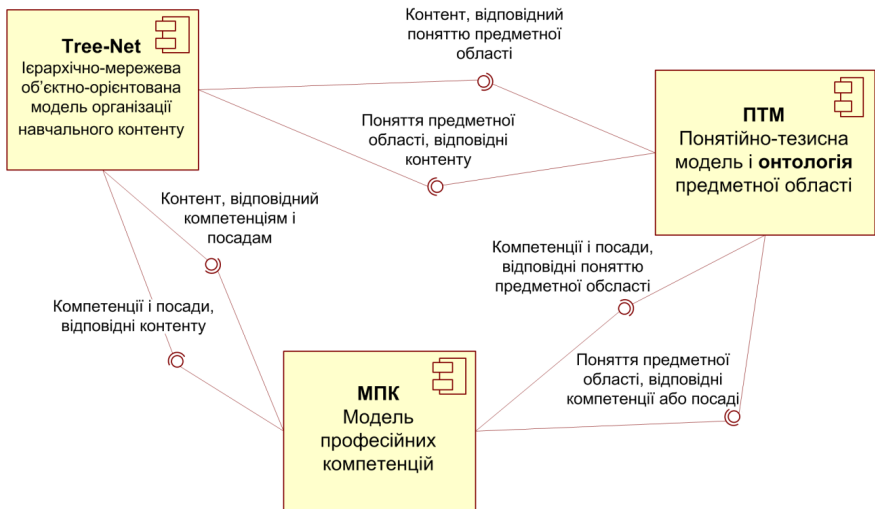 Контент, відповідний
поняттю предметної
області
Tree-Net
Ієрархічно-мережева
об'єктно-орієнтована
модель організації
навчального контенту
ПТМ
Понятійно-тезисна
модель і онтологія
предметної області
Поняття предметної
області, відповідні
контенту
Контент, відповідний
компетенціям і
посадам
Компетенції і посади,
відповідні поняттю
предметної обсласті
Компетенції і посади,
відповідні контенту
Поняття предметної
області, відповідні
компетенції або посаді
МПК
Модель
професійних
компетенцій